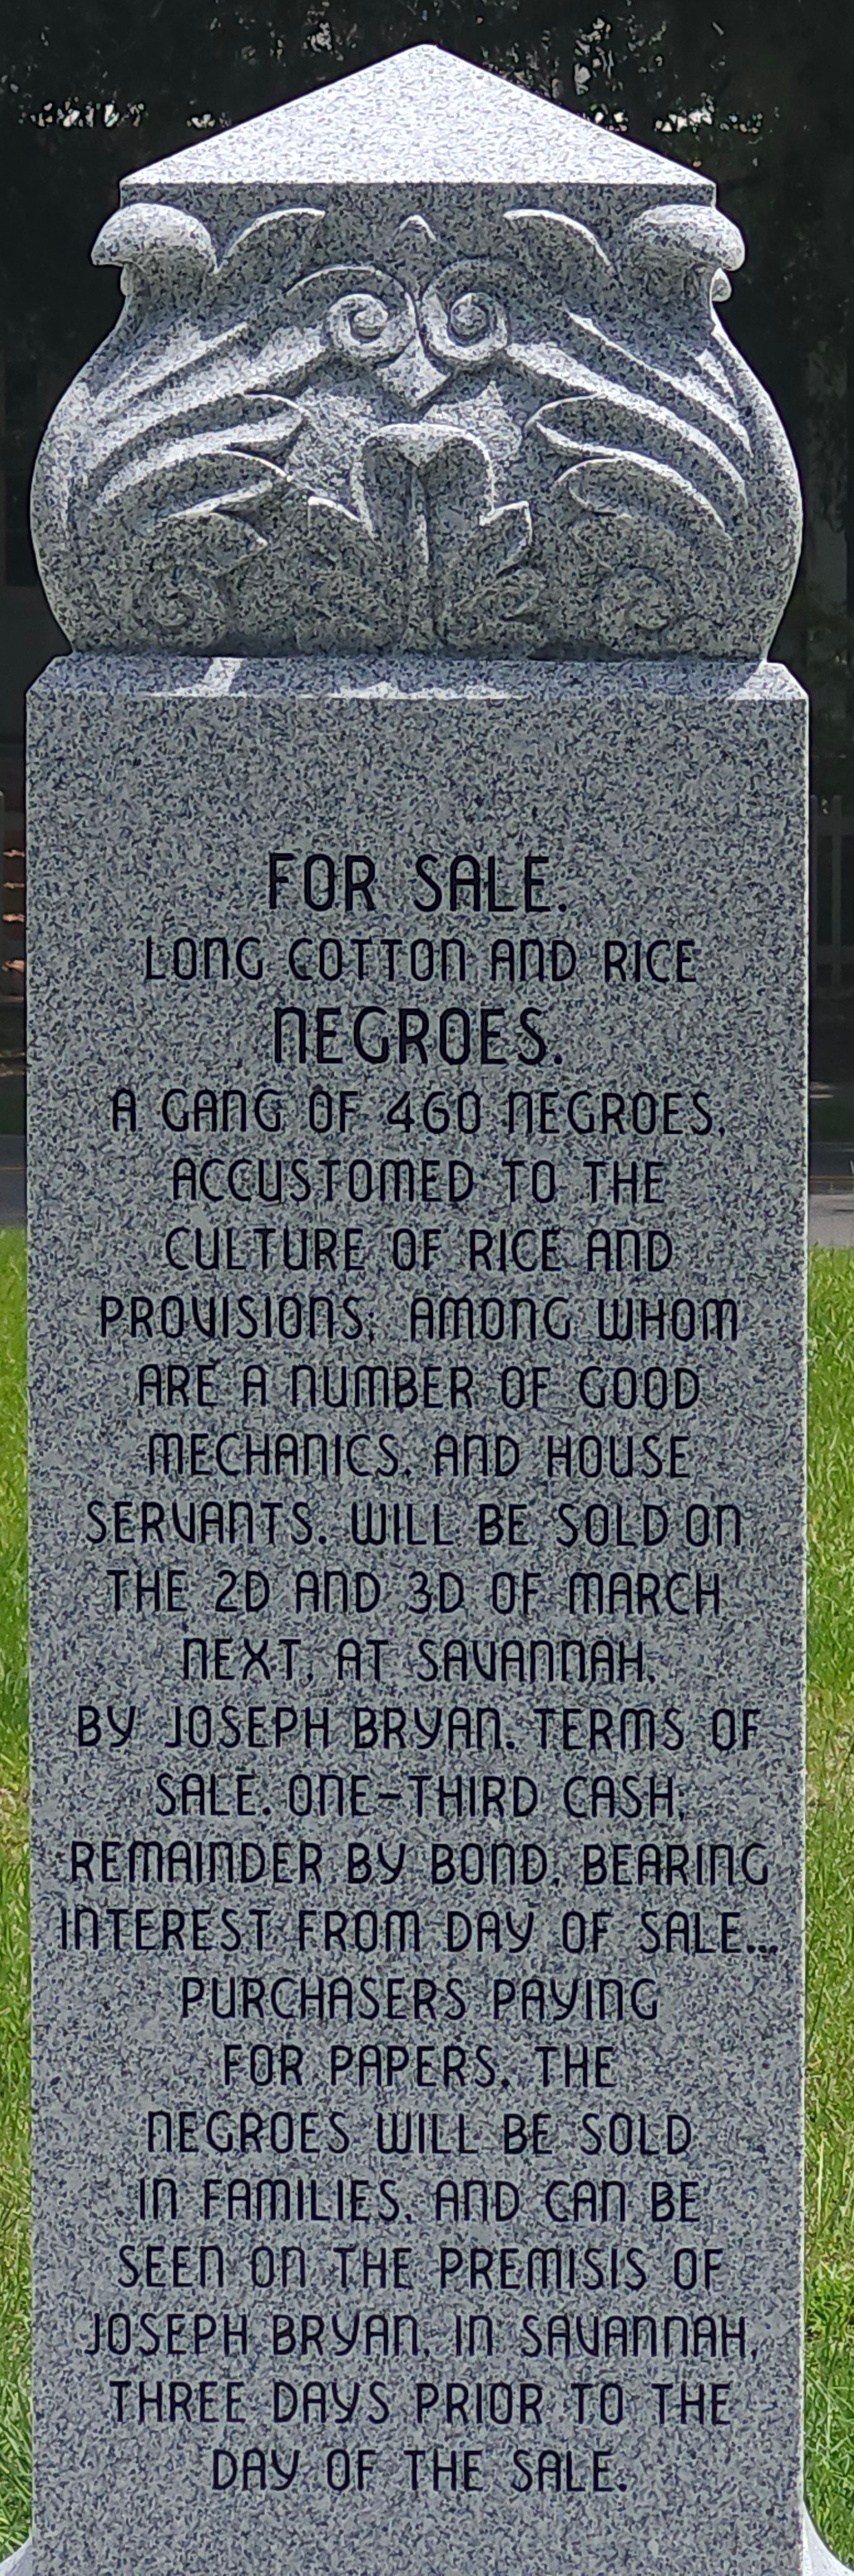 FOR SALE.
LONG COTTON AND RICE
NEGROES.
A GANG OF 460 NEGROES,
ACCUSTOMED TO THE
CULTURE OF RICE AND
PROVISIONS; AMONG WHOM
ARE A NUMBER OF GOOD
MECHANICS, AND HOUSE
SERVANTS. WILL BE SOLD ON
THE 2D AND 3D OF MARCH
NEXT, AT SAVANNAH,
BY JOSEPH BRYAN. TERMS OF
SALE. ONE-THIRD CASH;
REMAINDER BY BOND, BEARING
INTEREST FROM DAY OF SALE...
PURCHASERS PAYING
FOR PAPERS. THE
NEGROES WILL BE SOLD
IN FAMILIES, AND CAN BE
SEEN ON THE PREMISIS OF
JOSEPH BRYAN, IN SAVANNAH,
THREE DAYS PRIOR TO THE
DAY OF THE SALE.